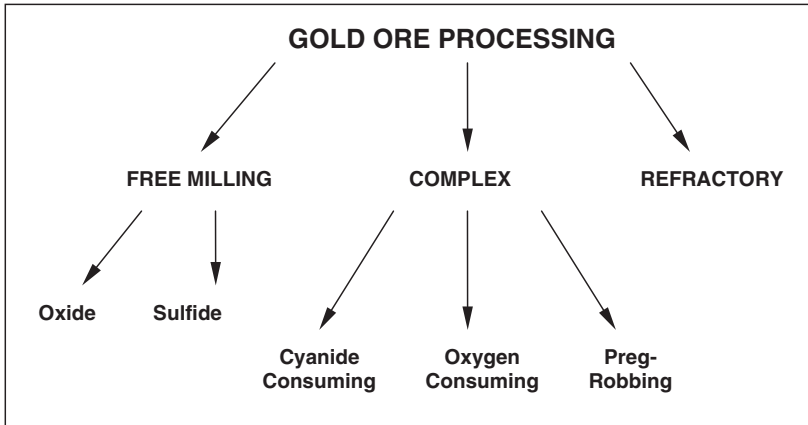 GOLD ORE PROCESSING
FREE MILLING
COMPLEX
REFRACTORY
Oxide
Sulfide
Cyanide
Consuming
Oxygen
Consuming
Preg-
Robbing